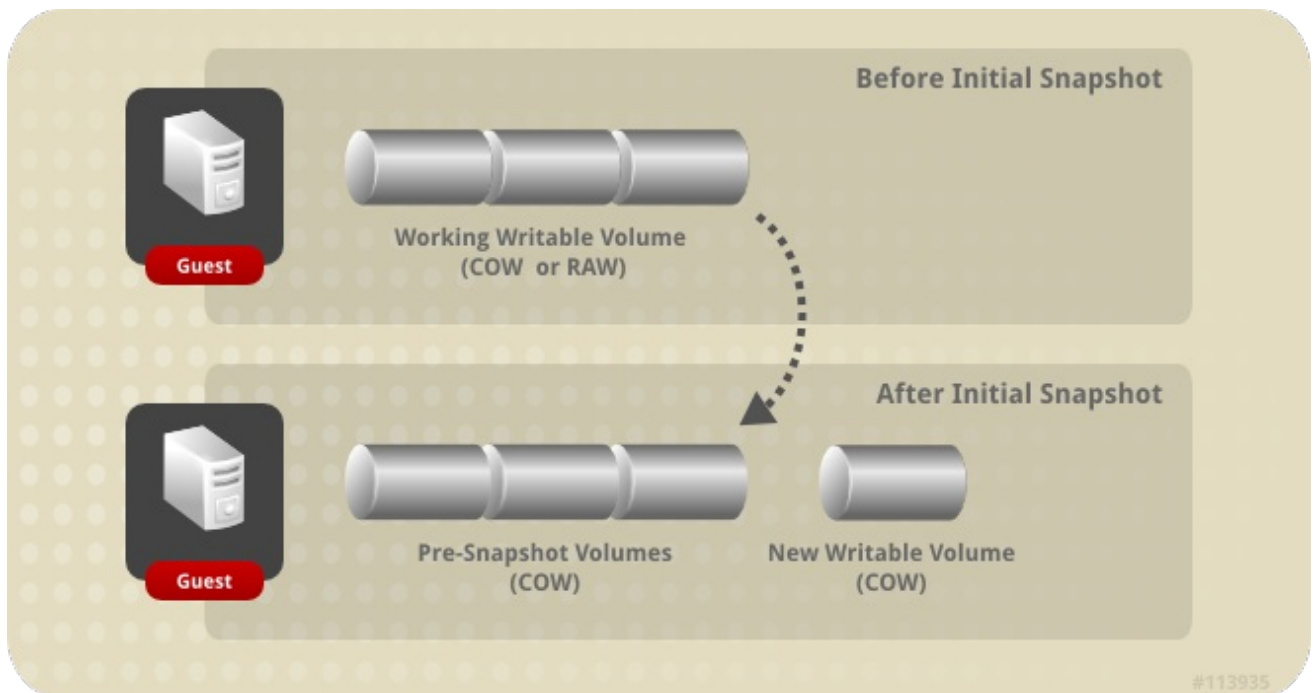 Before Initial Snapshot
Working Writable Volume
(COW or RAW)
Guest
After Initial Snapshot
Pre-Snapshot Volumes
(COW)
New Writable Volume
(COW)
Guest
#113935